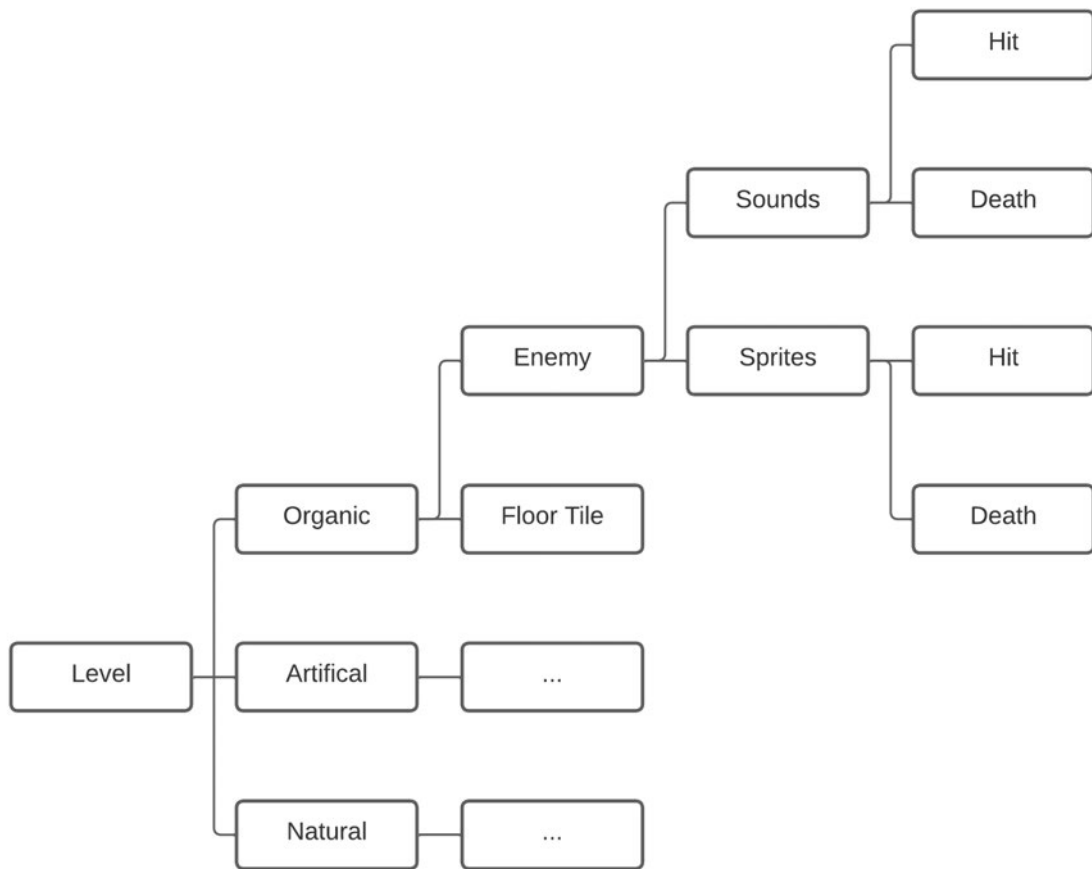 Hit
Sounds
Death
Enemy
Sprites
Hit
Organic
Floor Tile
Death
Level
Artifical
...
Natural
...